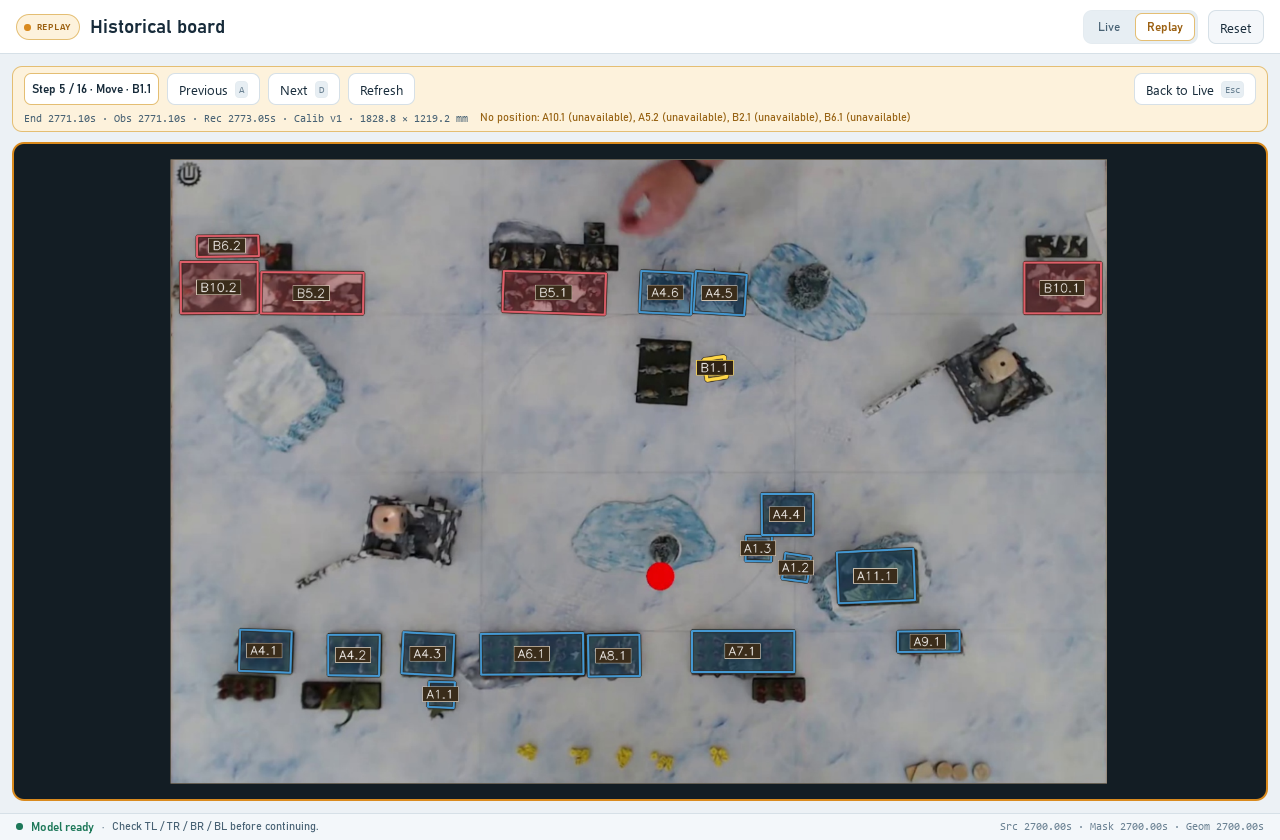 REPLAY
Historical board
Live
Replay
Reset
Step 5 / 16 · Move · B1.1
Previous A
Next D
Refresh
Back to Live Esc
End 2771.10s · Obs 2771.10s · Rec 2773.05s · Calib v1 · 1828.8 × 1219.2 mm
No position: A10.1 (unavailable), A5.2 (unavailable), B2.1 (unavailable), B6.1 (unavailable)
B6.2
B10.2
B5.2
B5.1
A4.6
A4.5
B10.1
B1.1
A4.4
A1.3
A1.2
A11.1
A4.1
A4.2
A4.3
A6.1
A8.1
A7.1
A9.1
A1.1
Model ready · Check TL / TR / BR / BL before continuing.
Src 2700.00s · Mask 2700.00s · Geom 2700.00s